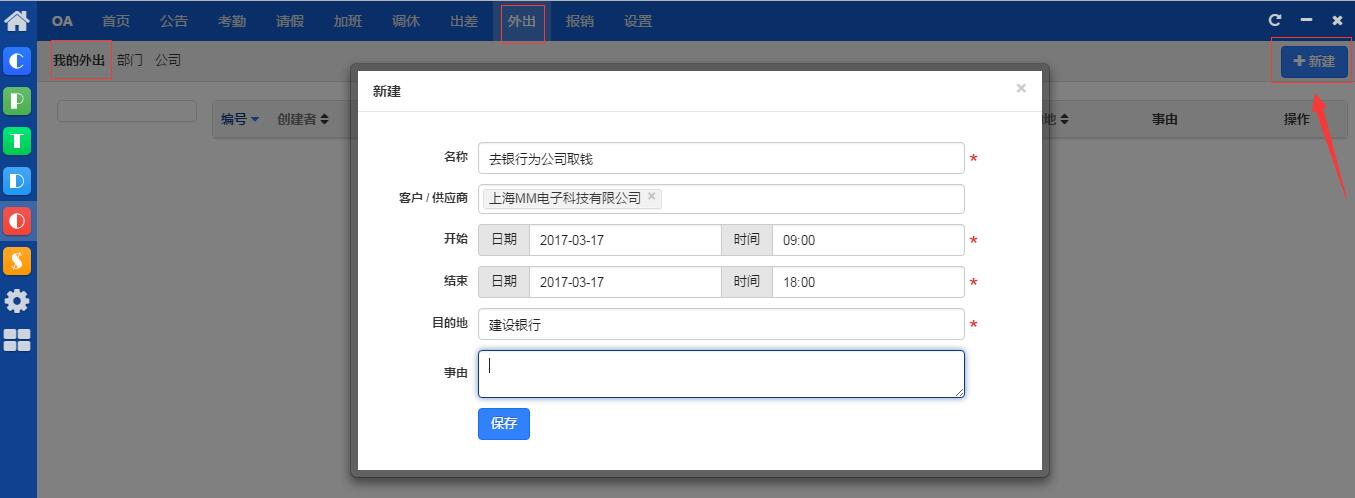 OA 首页 公告 考勤 请假 加班 调休 出差 外出 报销 设置
我的外出 部门 公司 新建
编号 创建者 地 事由 操作
新建 ×
名称 去银行为公司取钱 *
客户 / 供应商 上海MM电子科技有限公司 ×
开始 日期 2017-03-17 时间 09:00 *
结束 日期 2017-03-17 时间 18:00 *
目的地 建设银行 *
事由
保存